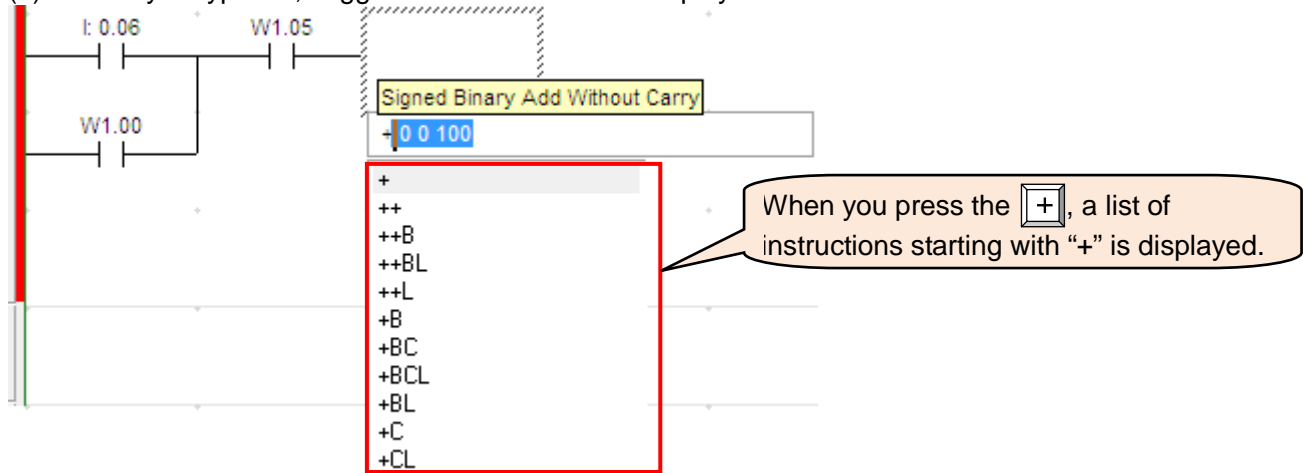 I: 0.06 W1.05
Signed Binary Add Without Carry
W1.00
+ 0 0 100
+
++
++B
++BL
++L
+B
+BC
+BCL
+BL
+C
+CL
When you press the +, a list of
instructions starting with “+” is displayed.